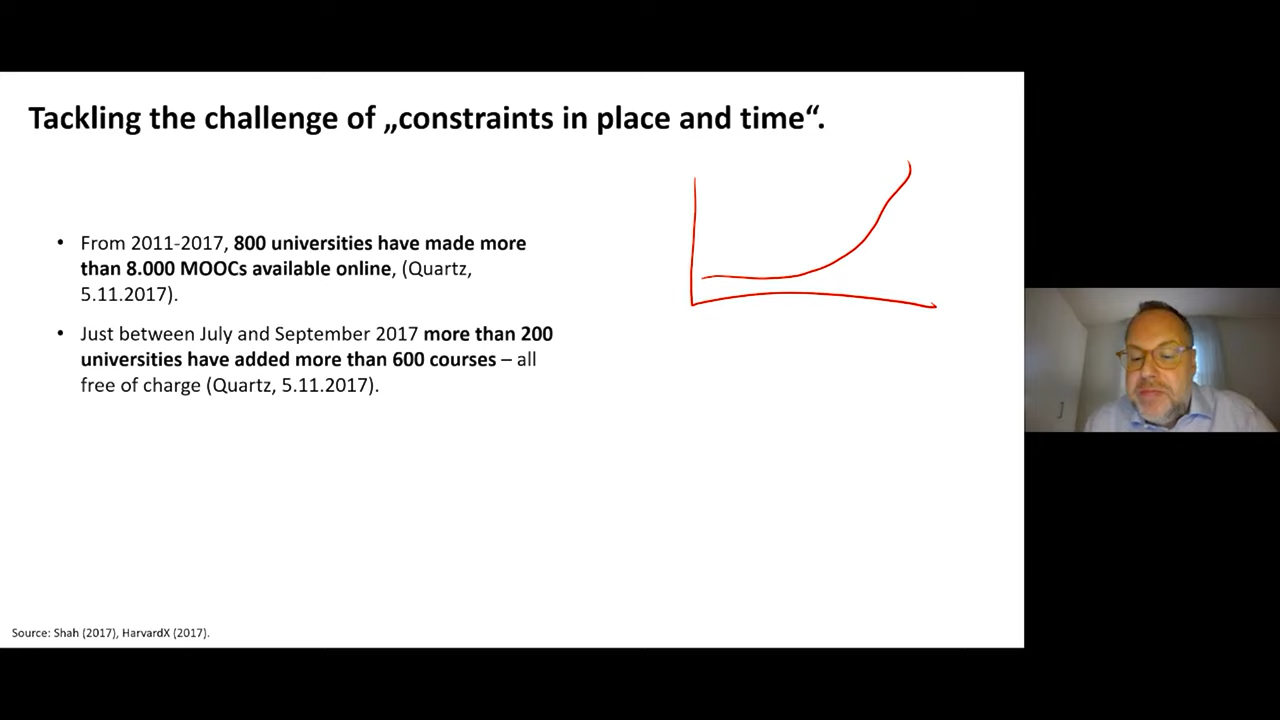 Tackling the challenge of „constraints in place and time“.
• From 2011-2017, 800 universities have made more
than 8.000 MOOCs available online, (Quartz,
5.11.2017).
• Just between July and September 2017 more than 200
universities have added more than 600 courses – all
free of charge (Quartz, 5.11.2017).
Source: Shah (2017), HarvardX (2017).